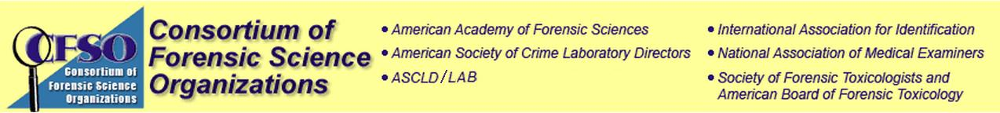 CFSO
Consortium of
Forensic Science
Organizations
Consortium of
Forensic Science
Organizations
• American Academy of Forensic Sciences
• American Society of Crime Laboratory Directors
• ASCLD/LAB
• International Association for Identification
• National Association of Medical Examiners
• Society of Forensic Toxicologists and
American Board of Forensic Toxicology